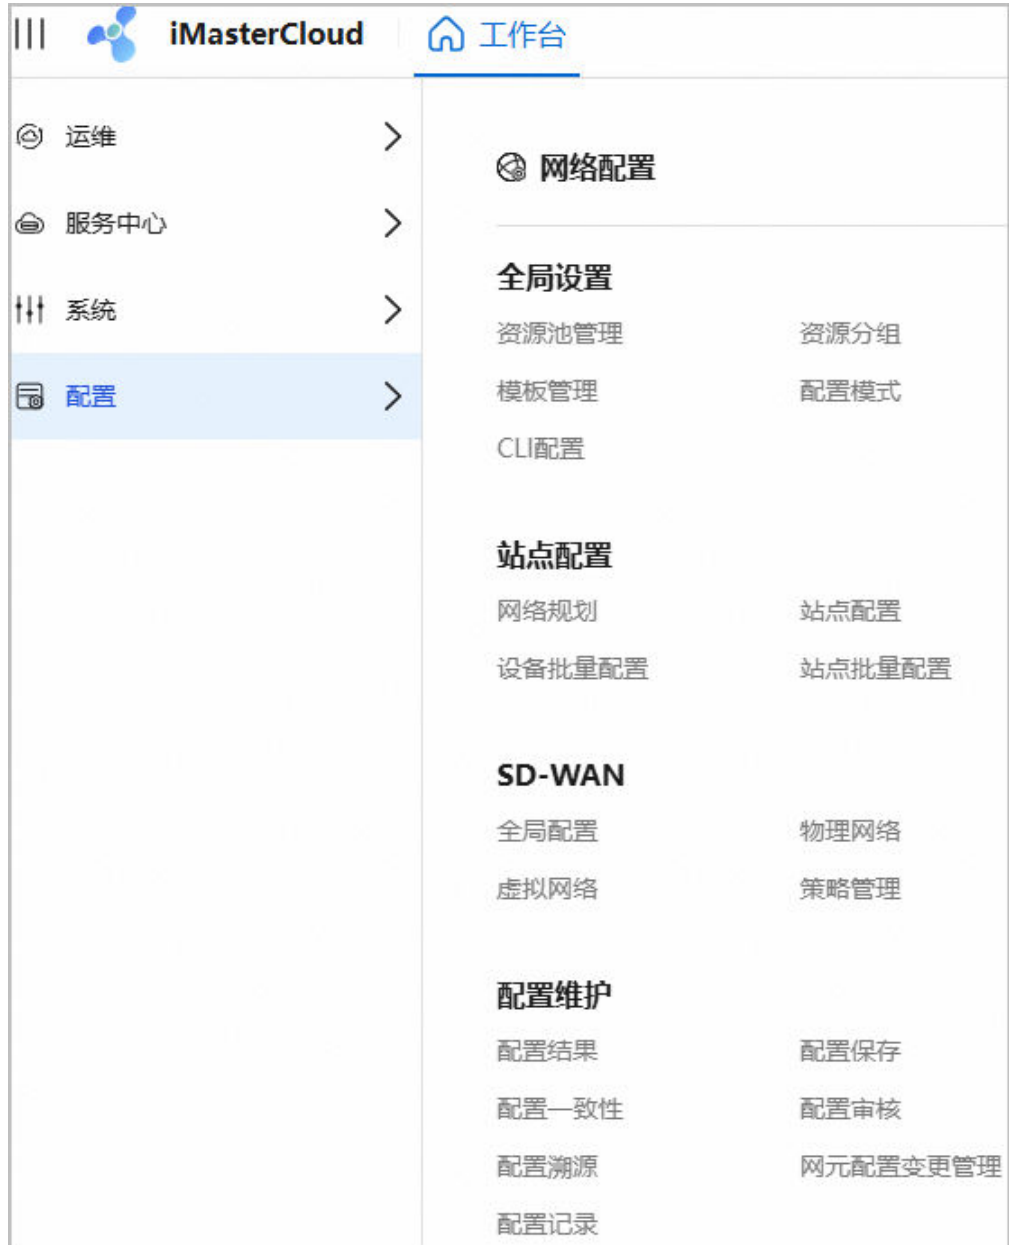 iMasterCloud 工作台
运维
服务中心
系统
配置
网络配置
全局设置
资源池管理 资源分组
模板管理 配置模式
CLI配置
站点配置
网络规划 站点配置
设备批量配置 站点批量配置
SD-WAN
全局配置 物理网络
虚拟网络 策略管理
配置维护
配置结果 配置保存
配置一致性 配置审核
配置溯源 网元配置变更管理
配置记录